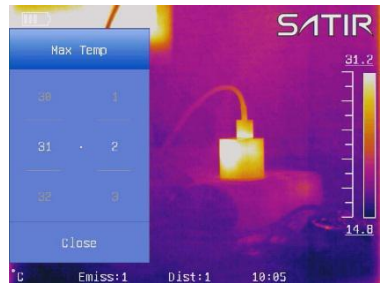 SATIR
Max Temp
31.2
30 1
31 . 2
32 3
Close
14.8
°C Emiss:1 Dist:1 10:05